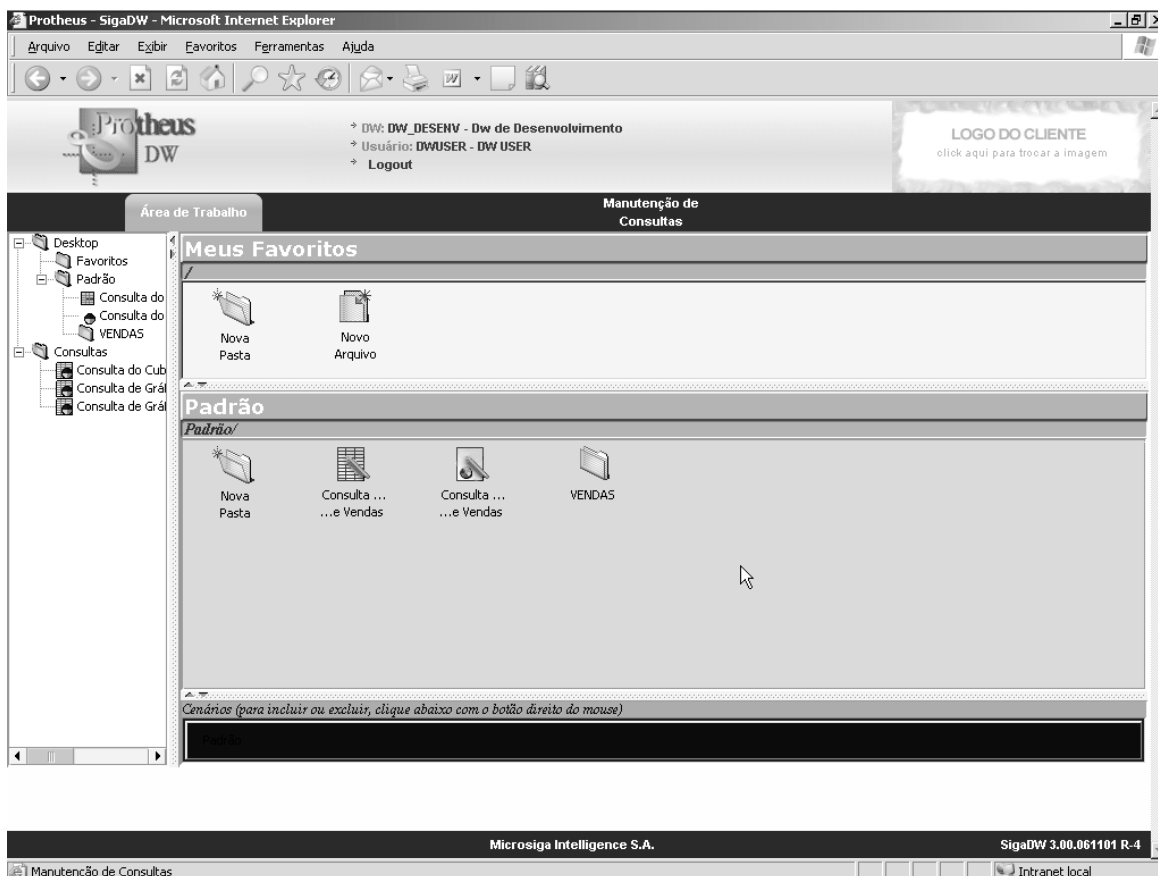 Protheus - SigaDW - Microsoft Internet Explorer
Arquivo Editar Exibir Favoritos Ferramentas Ajuda
Protheus
DW
DW: DW_DESENV - Dw de Desenvolvimento
Usuário: DWUSER - DW USER
Logout
LOGO DO CLIENTE
click aqui para trocar a imagem
Área de Trabalho
Manutenção de
Consultas
Desktop
Favoritos
Padrão
Consulta do
Consulta do
VENDAS
Consultas
Consulta do Cub
Consulta de Gráf
Consulta de Gráf
Meus Favoritos
/
Nova
Pasta
Novo
Arquivo
Padrão
Padrão/
Nova
Pasta
Consulta ...
...e Vendas
Consulta ...
...e Vendas
VENDAS
Cenários (para incluir ou excluir, clique abaixo com o botão direito do mouse)
Padrão
Microsiga Intelligence S.A.
SigaDW 3.00.061101 R-4
Manutenção de Consultas
Intranet local